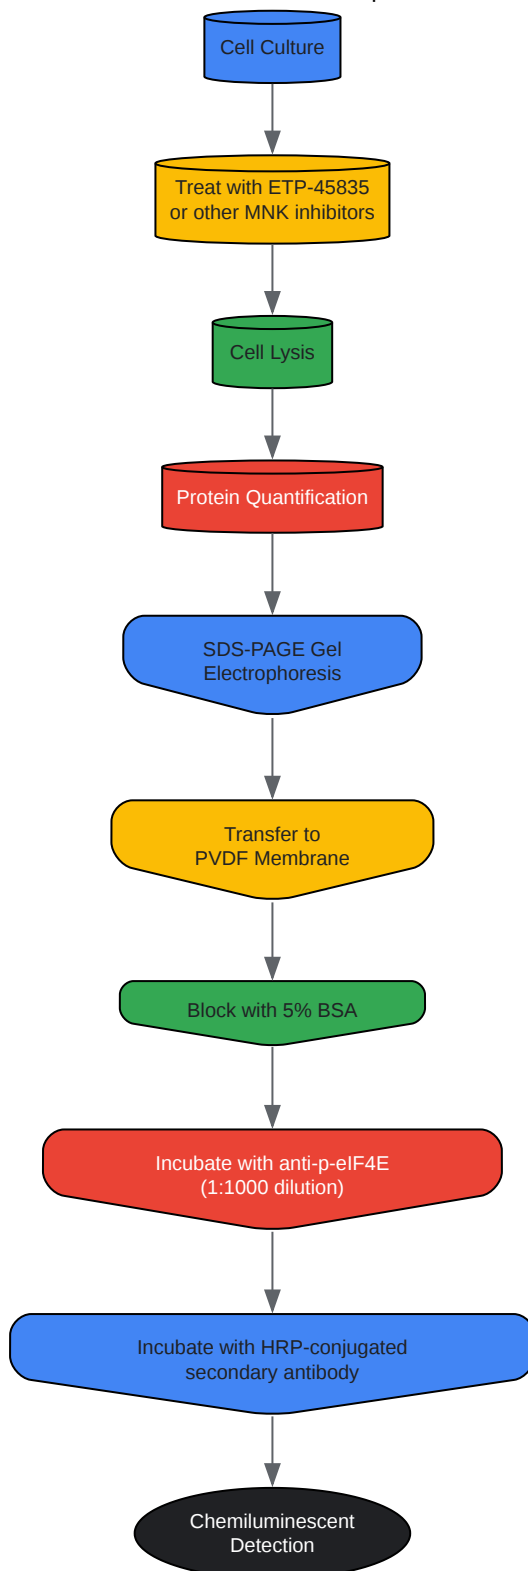 Cell Culture
Treat with ETP-45835
or other MNK inhibitors
Cell Lysis
Protein Quantification
SDS-PAGE Gel
Electrophoresis
Transfer to
PVDF Membrane
Block with 5% BSA
Incubate with anti-p-eIF4E
(1:1000 dilution)
Incubate with HRP-conjugated
secondary antibody
Chemiluminescent
Detection